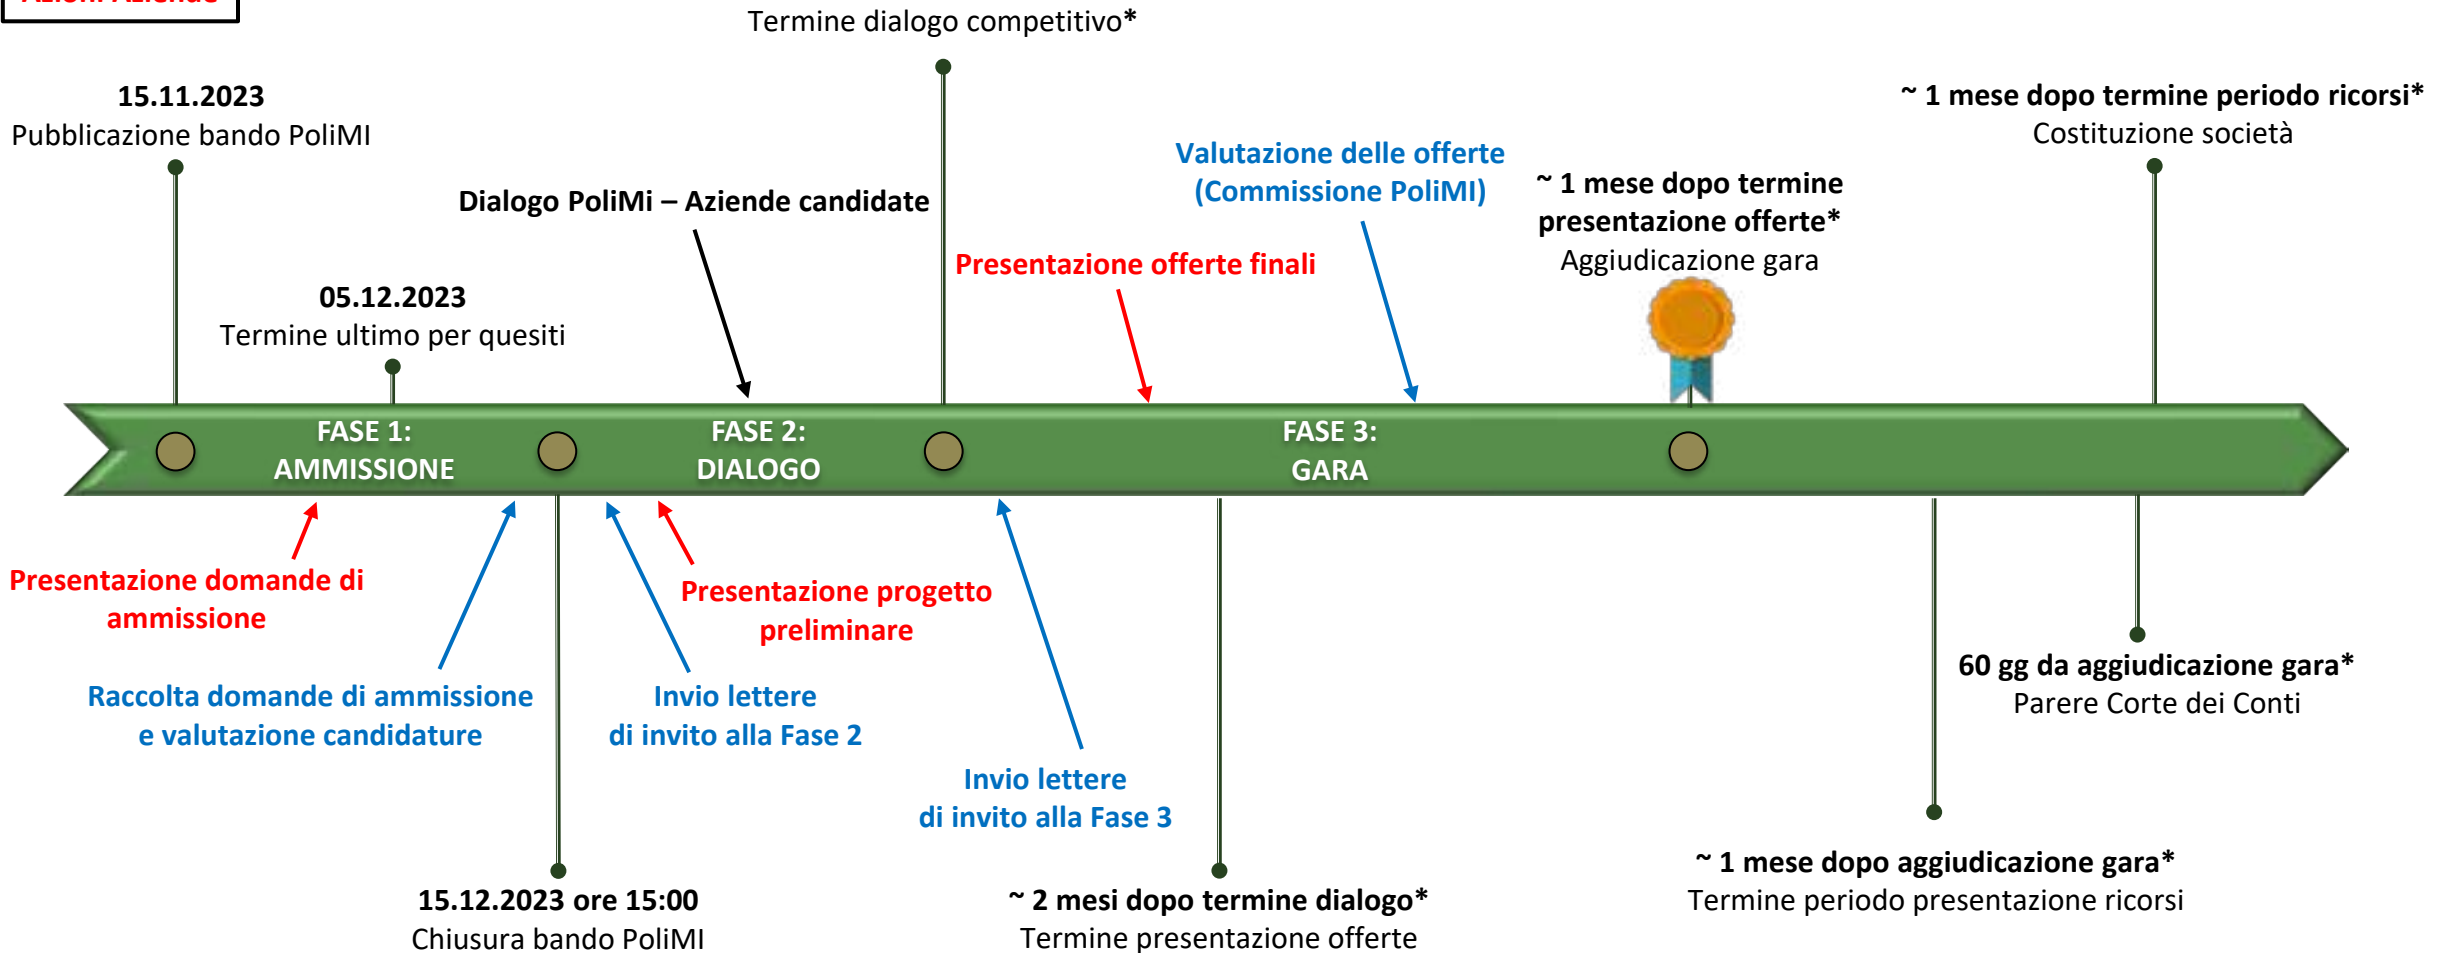 Azioni Aziende
Termine dialogo competitivo*
15.11.2023
Pubblicazione bando PoliMI
~ 1 mese dopo termine periodo ricorsi*
Costituzione società
Valutazione delle offerte
(Commissione PoliMI)
~ 1 mese dopo termine
presentazione offerte*
Aggiudicazione gara
Dialogo PoliMi – Aziende candidate
Presentazione offerte finali
05.12.2023
Termine ultimo per quesiti
FASE 1:
AMMISSIONE
FASE 2:
DIALOGO
FASE 3:
GARA
Presentazione domande di
ammissione
Presentazione progetto
preliminare
Raccolta domande di ammissione
e valutazione candidature
Invio lettere
di invito alla Fase 2
60 gg da aggiudicazione gara*
Parere Corte dei Conti
Invio lettere
di invito alla Fase 3
15.12.2023 ore 15:00
Chiusura bando PoliMI
~ 2 mesi dopo termine dialogo*
Termine presentazione offerte
~ 1 mese dopo aggiudicazione gara*
Termine periodo presentazione ricorsi